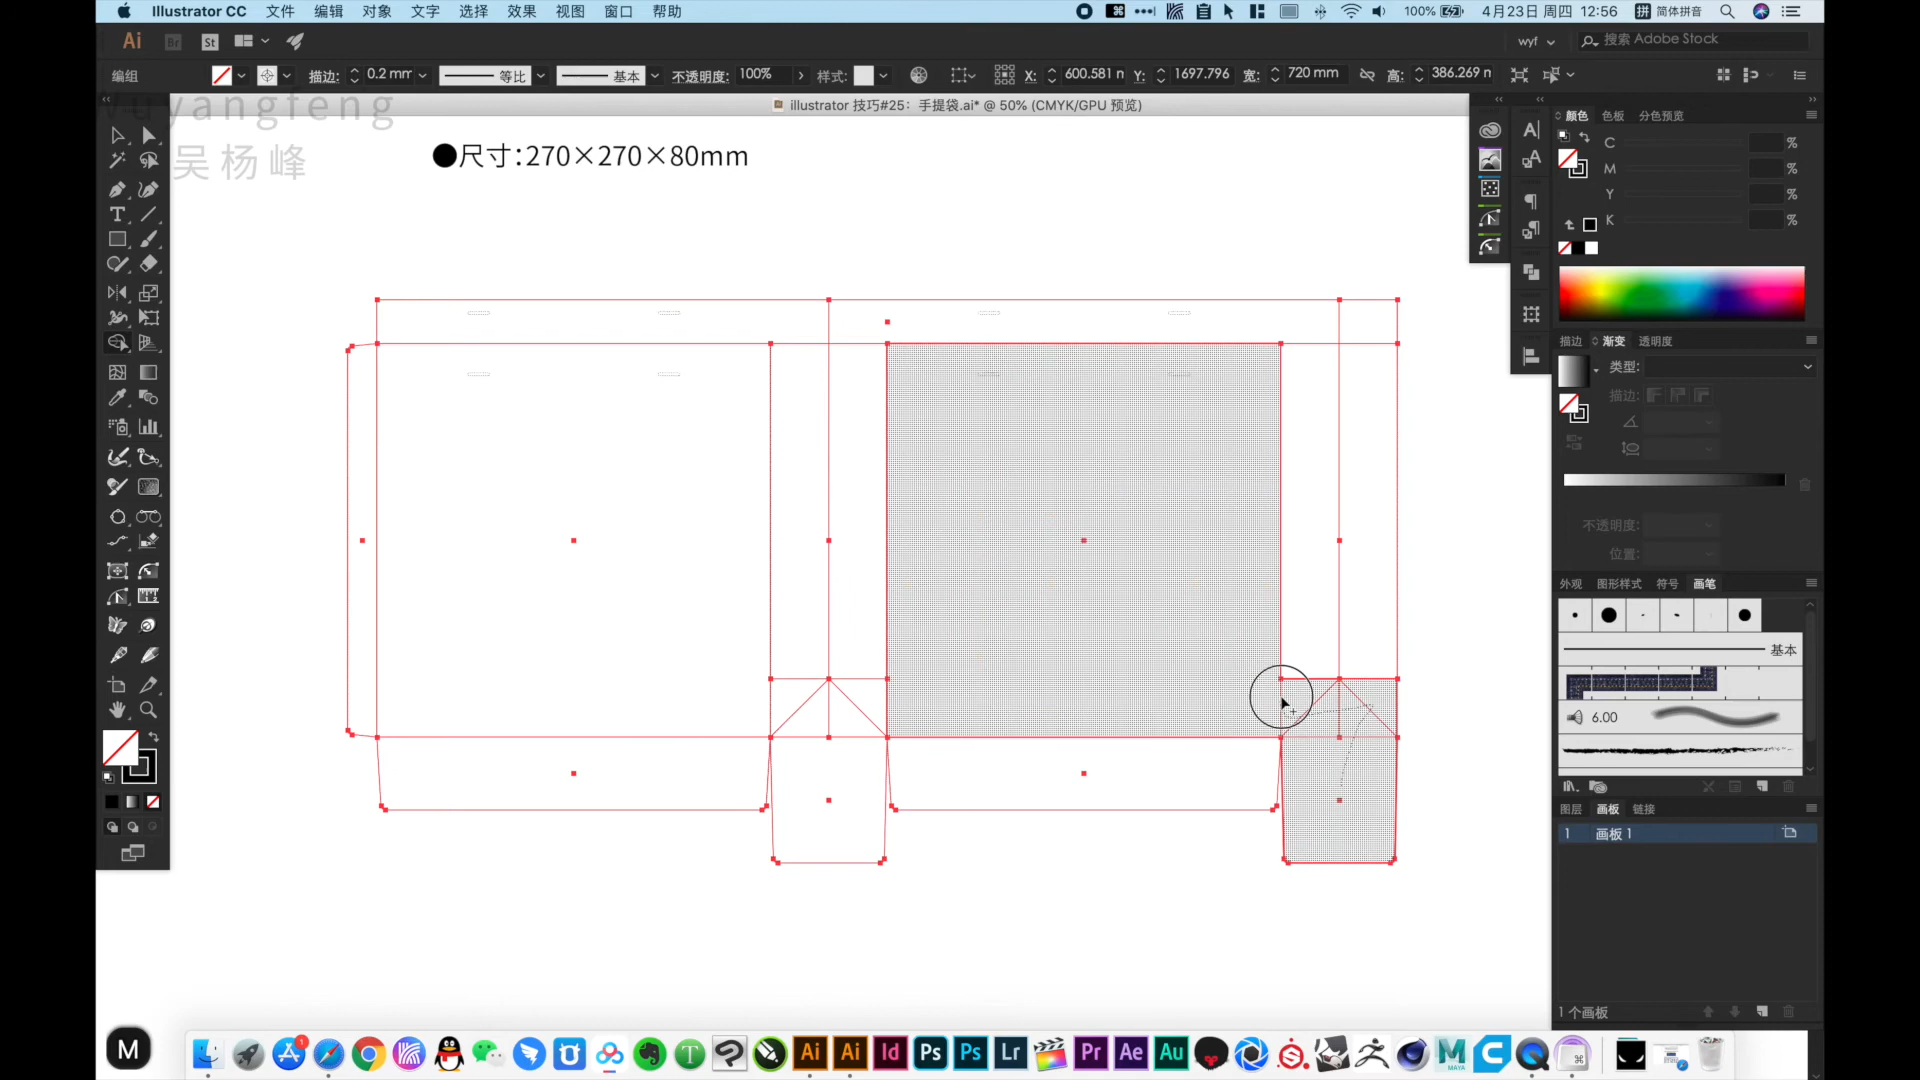 Illustrator CC 文件 编辑 对象 文字 选择 效果 视图 窗口 帮助 100% 4月23日 周四 12:56 拼 简体拼音
Ai Br St wyf 搜索 Adobe Stock
编组 描边: 0.2 mm 等比 基本 不透明度: 100% 样式: X: 600.581 n Y: 1697.796 宽: 720 mm 高: 386.269 n
illustrator 技巧#25：手提袋.ai* @ 50% (CMYK/GPU 预览)
wuyangfeng
吴杨峰
●尺寸:270×270×80mm
颜色 色板 分色预览
C %
M %
Y %
K %
描边 渐变 透明度
类型:
描边:
不透明度:
位置:
外观 图形样式 符号 画笔
基本
6.00
图层 画板 链接
1 画板 1
1 个画板
M
1 T Ai Ai Id Ps Ps Lr Pr Ae Au M MAYA C